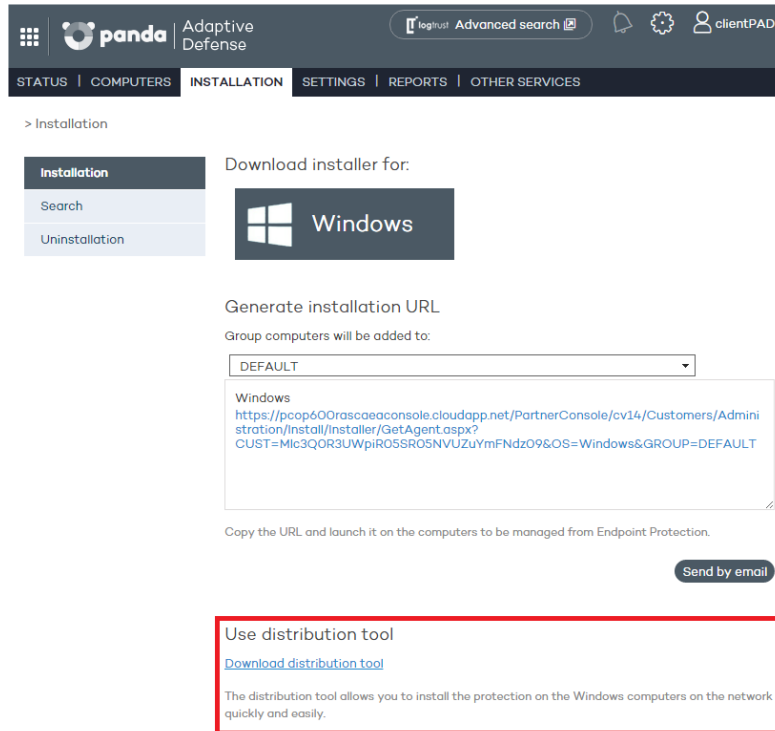 panda Adaptive
Defense
logtrust Advanced search
clientPAD
STATUS | COMPUTERS INSTALLATION SETTINGS | REPORTS | OTHER SERVICES
> Installation
Installation
Search
Uninstallation
Download installer for:
Windows
Generate installation URL
Group computers will be added to:
DEFAULT
Windows
https://pcop600rascaeaconsole.cloudapp.net/PartnerConsole/cv14/Customers/Admini
stration/Install/Installer/GetAgent.aspx?
CUST=MIc3Q0R3UWpiR05SR05NVUZuYmFNdz09&OS=Windows&GROUP=DEFAULT
Copy the URL and launch it on the computers to be managed from Endpoint Protection.
Send by email
Use distribution tool
Download distribution tool
The distribution tool allows you to install the protection on the Windows computers on the network
quickly and easily.